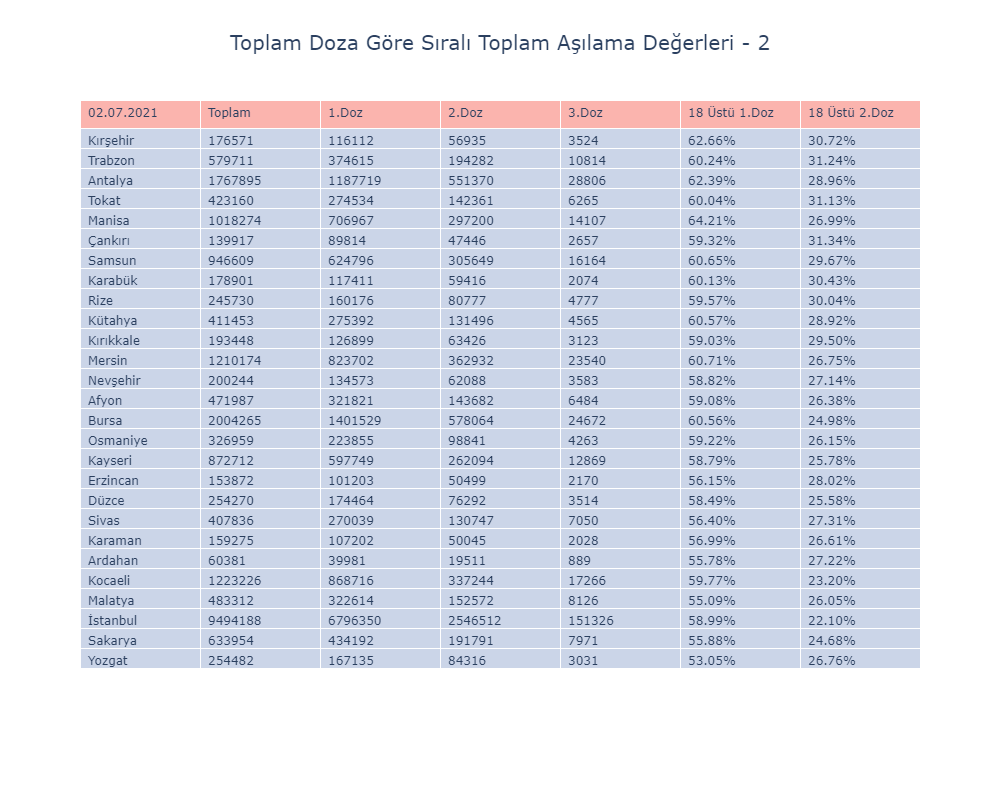 Toplam Doza Göre Sıralı Toplam Aşılama Değerleri - 2
02.07.2021 Toplam 1.Doz 2.Doz 3.Doz 18 Üstü 1.Doz 18 Üstü 2.Doz
Kırşehir 176571 116112 56935 3524 62.66% 30.72%
Trabzon 579711 374615 194282 10814 60.24% 31.24%
Antalya 1767895 1187719 551370 28806 62.39% 28.96%
Tokat 423160 274534 142361 6265 60.04% 31.13%
Manisa 1018274 706967 297200 14107 64.21% 26.99%
Çankırı 139917 89814 47446 2657 59.32% 31.34%
Samsun 946609 624796 305649 16164 60.65% 29.67%
Karabük 178901 117411 59416 2074 60.13% 30.43%
Rize 245730 160176 80777 4777 59.57% 30.04%
Kütahya 411453 275392 131496 4565 60.57% 28.92%
Kırıkkale 193448 126899 63426 3123 59.03% 29.50%
Mersin 1210174 823702 362932 23540 60.71% 26.75%
Nevşehir 200244 134573 62088 3583 58.82% 27.14%
Afyon 471987 321821 143682 6484 59.08% 26.38%
Bursa 2004265 1401529 578064 24672 60.56% 24.98%
Osmaniye 326959 223855 98841 4263 59.22% 26.15%
Kayseri 872712 597749 262094 12869 58.79% 25.78%
Erzincan 153872 101203 50499 2170 56.15% 28.02%
Düzce 254270 174464 76292 3514 58.49% 25.58%
Sivas 407836 270039 130747 7050 56.40% 27.31%
Karaman 159275 107202 50045 2028 56.99% 26.61%
Ardahan 60381 39981 19511 889 55.78% 27.22%
Kocaeli 1223226 868716 337244 17266 59.77% 23.20%
Malatya 483312 322614 152572 8126 55.09% 26.05%
İstanbul 9494188 6796350 2546512 151326 58.99% 22.10%
Sakarya 633954 434192 191791 7971 55.88% 24.68%
Yozgat 254482 167135 84316 3031 53.05% 26.76%